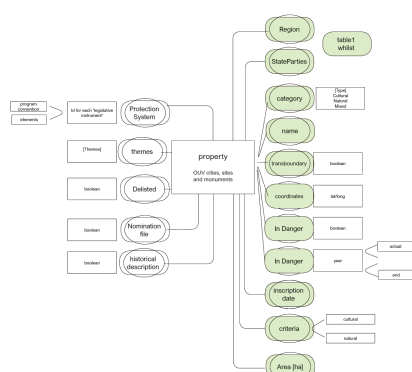 Region
table1
whlist
StateParties
category
[Type]
Cultural
Natural
Mixed
name
transboundary
boolean
coordinates
lat/long
In Danger
boolean
In Danger
year
actual
end
inscription
date
criteria
culturlvl
natural
Area [ha]
property
OUV cities, sites
and monuments
program
convention
elements
Id for each 'legislative
instrument'
Protection
System
[Themes]
themes
boolean
Delisted
boolean
Nomination
file
boolean
historical
description